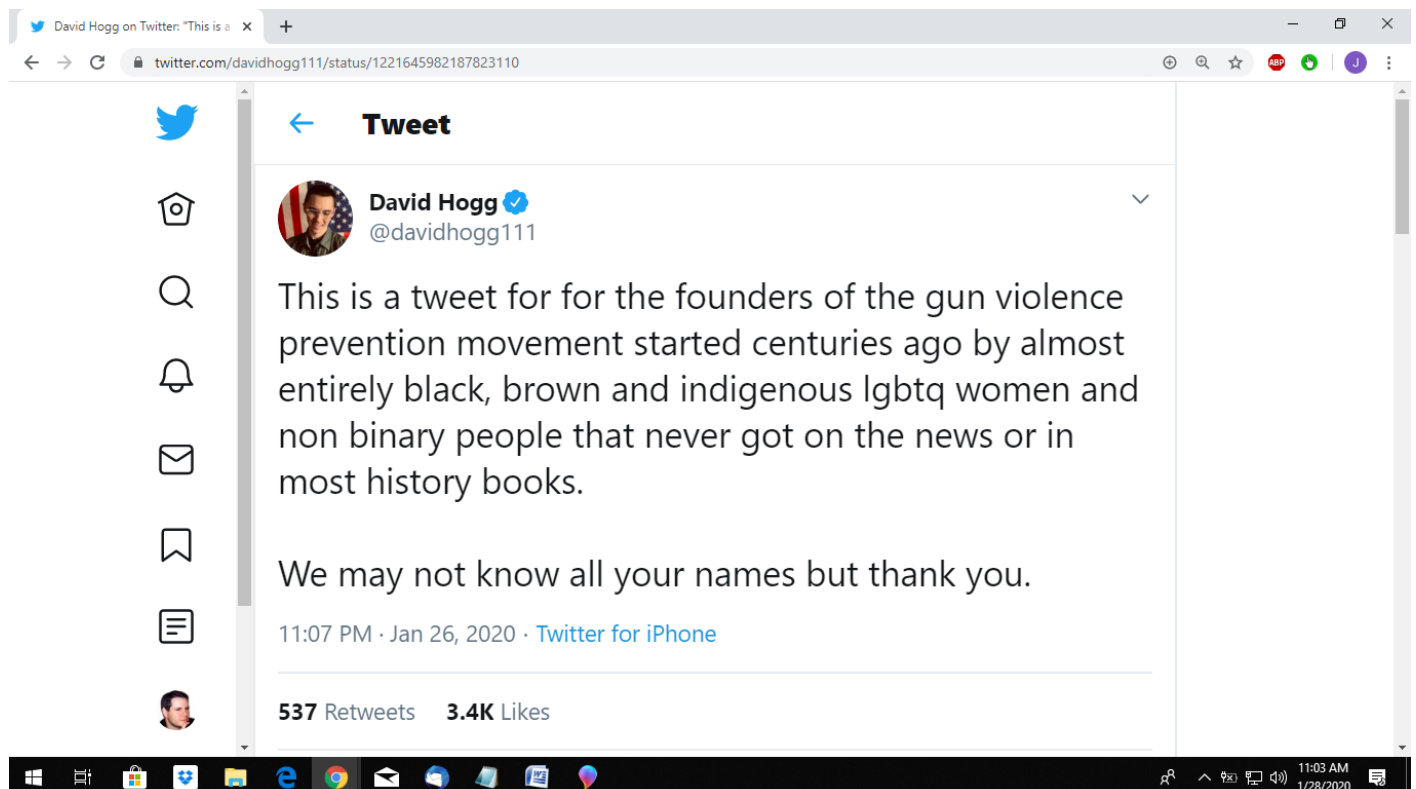 David Hogg on Twitter: "This is a
twitter.com/davidhogg111/status/1221645982187823110
ABP
J
Tweet
David Hogg
@davidhogg111
This is a tweet for for the founders of the gun violence
prevention movement started centuries ago by almost
entirely black, brown and indigenous lgbtq women and
non binary people that never got on the news or in
most history books.
We may not know all your names but thank you.
11:07 PM · Jan 26, 2020 · Twitter for iPhone
537 Retweets 3.4K Likes
11:03 AM
1/28/2020